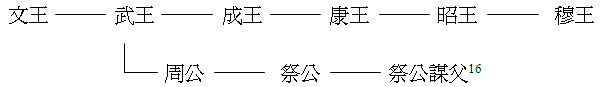 文王 武王 成王 康王 昭王 穆王
周公 祭公 祭公謀父16